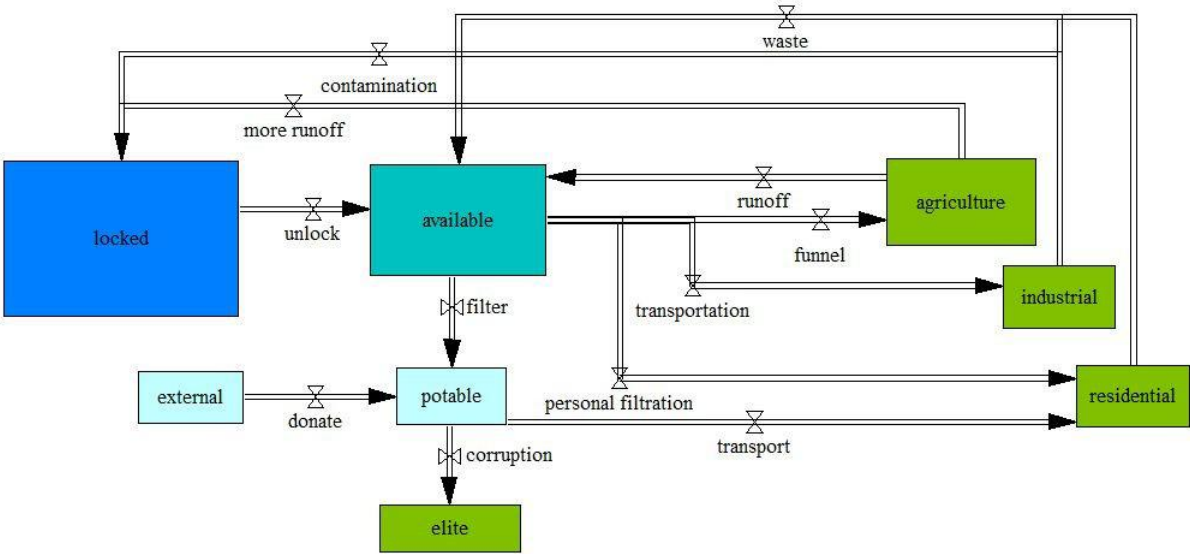 waste
contamination
more runoff
runoff
agriculture
locked
unlock
available
funnel
transportation
industrial
filter
external
donate
potable
personal filtration
residential
transport
corruption
elite